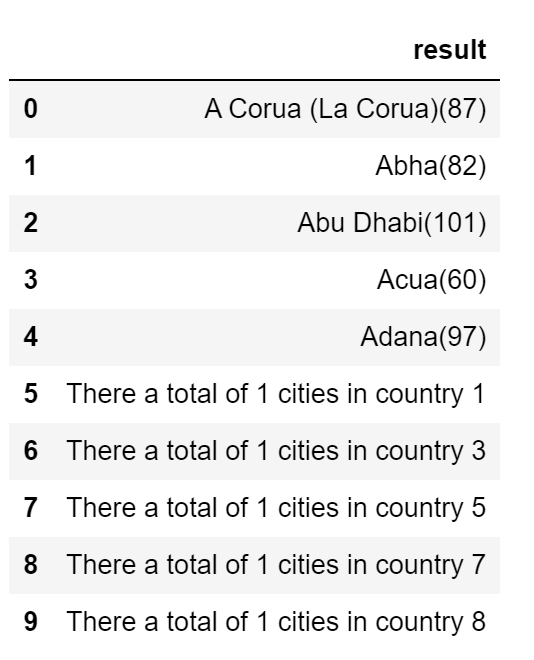 result
0 A Corua (La Corua)(87)
1 Abha(82)
2 Abu Dhabi(101)
3 Acua(60)
4 Adana(97)
5 There a total of 1 cities in country 1
6 There a total of 1 cities in country 3
7 There a total of 1 cities in country 5
8 There a total of 1 cities in country 7
9 There a total of 1 cities in country 8